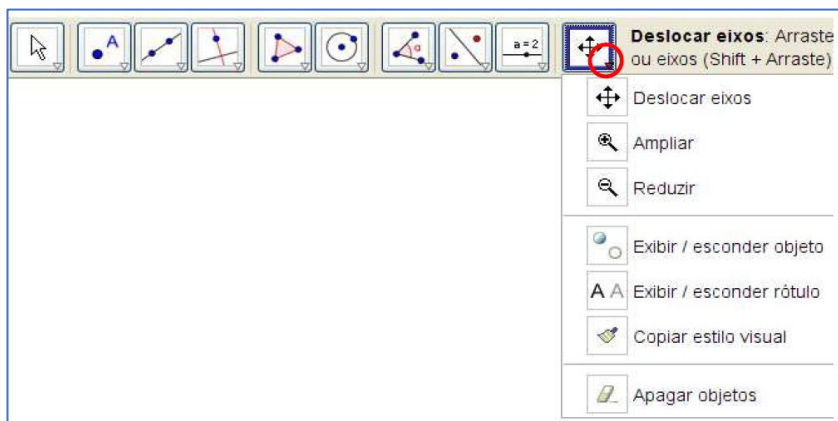 A
α
a=2
Deslocar eixos: Arraste
ou eixos (Shift + Arraste)
Deslocar eixos
Ampliar
Reduzir
Exibir / esconder objeto
A A Exibir / esconder rótulo
Copiar estilo visual
Apagar objetos